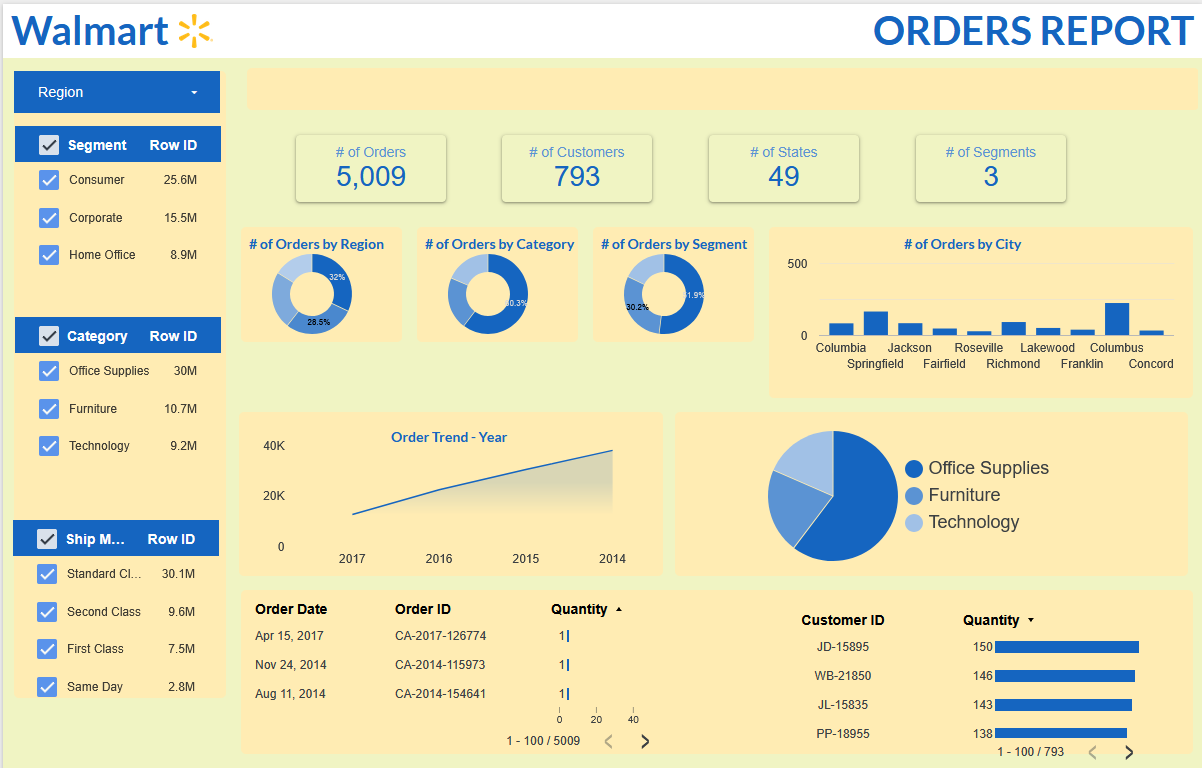 Walmart
ORDERS REPORT
Region
Segment Row ID
Consumer 25.6M
Corporate 15.5M
Home Office 8.9M
Category Row ID
Office Supplies 30M
Furniture 10.7M
Technology 9.2M
Ship M... Row ID
Standard Cl... 30.1M
Second Class 9.6M
First Class 7.5M
Same Day 2.8M
# of Orders
5,009
# of Customers
793
# of States
49
# of Segments
3
# of Orders by Region
32%
28.5%
# of Orders by Category
60.3%
# of Orders by Segment
51.9%
30.2%
# of Orders by City
500
0
Columbia Jackson Roseville Lakewood Columbus
Springfield Fairfield Richmond Franklin Concord
Order Trend - Year
40K
20K
0
2017 2016 2015 2014
Office Supplies
Furniture
Technology
Order Date Order ID Quantity
Apr 15, 2017 CA-2017-126774 1
Nov 24, 2014 CA-2014-115973 1
Aug 11, 2014 CA-2014-154641 1
0 20 40
1 - 100 / 5009
Customer ID Quantity
JD-15895 150
WB-21850 146
JL-15835 143
PP-18955 138
1 - 100 / 793